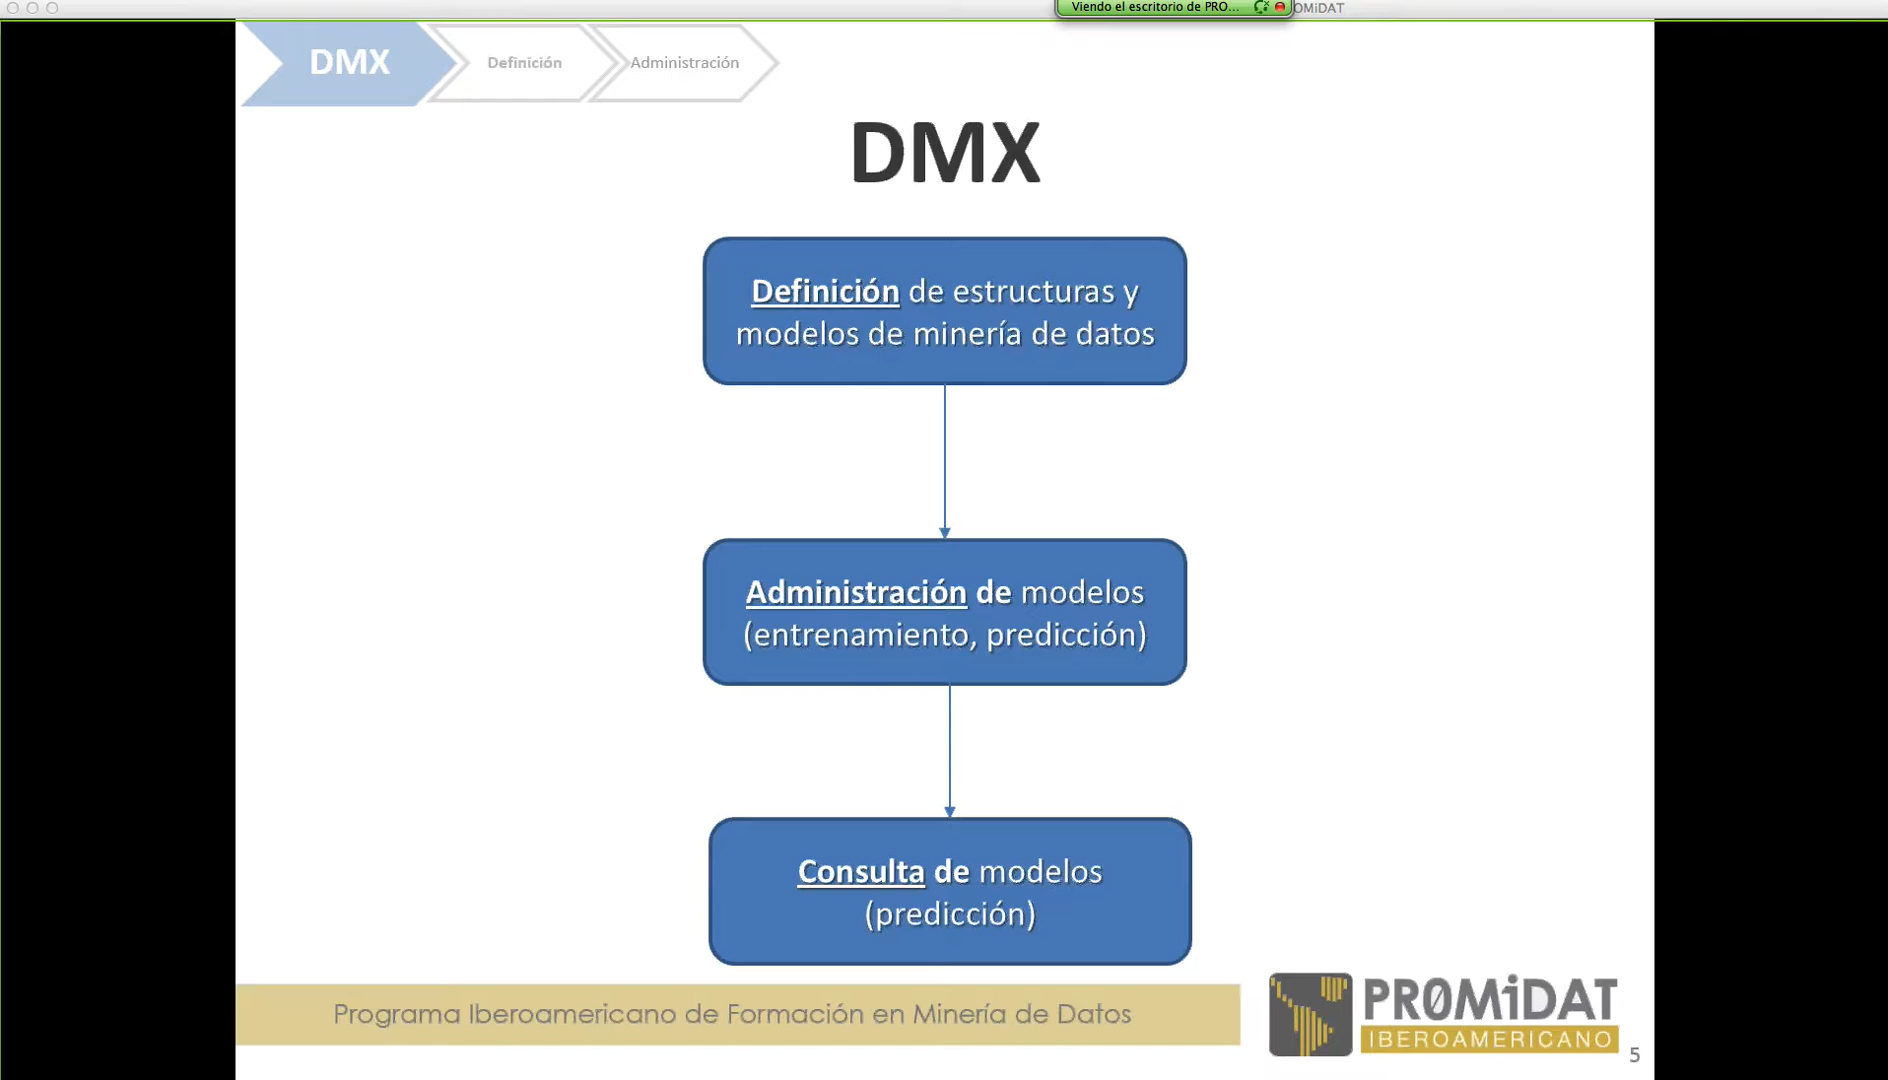 Viendo el escritorio de PRO...
OMiDAT
DMX
Definición
Administración
DMX
Definición de estructuras y
modelos de minería de datos
Administración de modelos
(entrenamiento, predicción)
Consulta de modelos
(predicción)
Programa Iberoamericano de Formación en Minería de Datos
PR0MiDAT
IBEROAMERICANO
5